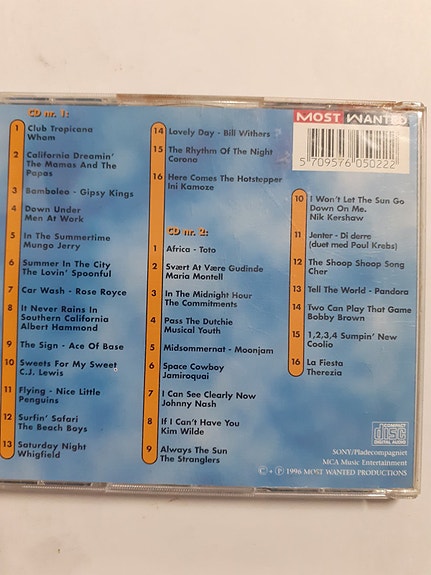 CD nr. 1:
1 Club Tropicana
Wham
2 California Dreamin'
The Mamas And The
Papas
3 Bamboleo - Gipsy Kings
4 Down Under
Men At Work
5 In The Summertime
Mungo Jerry
6 Summer In The City
The Lovin' Spoonful
7 Car Wash - Rose Royce
8 It Never Rains In
Southern California
Albert Hammond
9 The Sign - Ace Of Base
10 Sweets For My Sweet
C.J. Lewis
11 Flying - Nice Little
Penguins
12 Surfin' Safari
The Beach Boys
13 Saturday Night
Whigfield
14 Lovely Day - Bill Withers
15 The Rhythm Of The Night
Corona
16 Here Comes The Hotstepper
Ini Kamoze
CD nr. 2:
1 Africa - Toto
2 Svært At Være Gudinde
Maria Montell
3 In The Midnight Hour
The Commitments
4 Pass The Dutchie
Musical Youth
5 Midsommernat - Moonjam
6 Space Cowboy
Jamiroquai
7 I Can See Clearly Now
Johnny Nash
8 If I Can't Have You
Kim Wilde
9 Always The Sun
The Stranglers
MOST WANTED
5 709576 050222
10 I Won't Let The Sun Go
Down On Me.
Nik Kershaw
11 Jenter - Di derre
(duet med Poul Krebs)
12 The Shoop Shoop Song
Cher
13 Tell The World - Pandora
14 Two Can Play That Game
Bobby Brown
15 1,2,3,4 Sumpin' New
Coolio
16 La Fiesta
Therezia
COMPACT
disc
DIGITAL AUDIO
SONY/Pladecompagniet
MCA Music Entertainment
© + ℗ 1996 MOST WANTED PRODUCTIONS